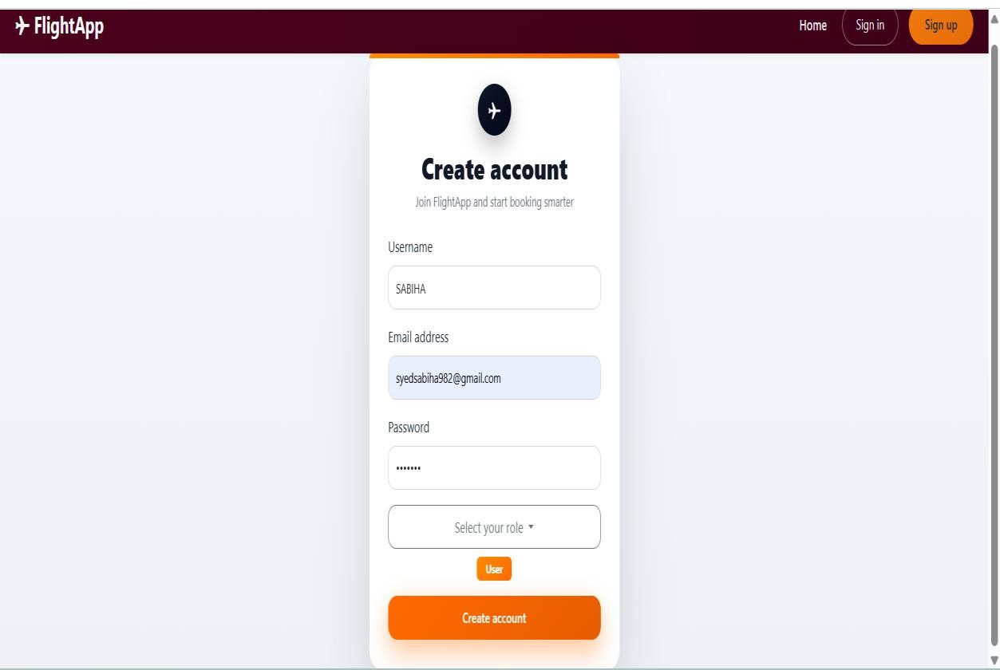 FlightApp
Home
Sign in
Sign up
Create account
Join FlightApp and start booking smarter
Username
SABIHA
Email address
syedsabiha982@gmail.com
Password
•••••••
Select your role
User
Create account